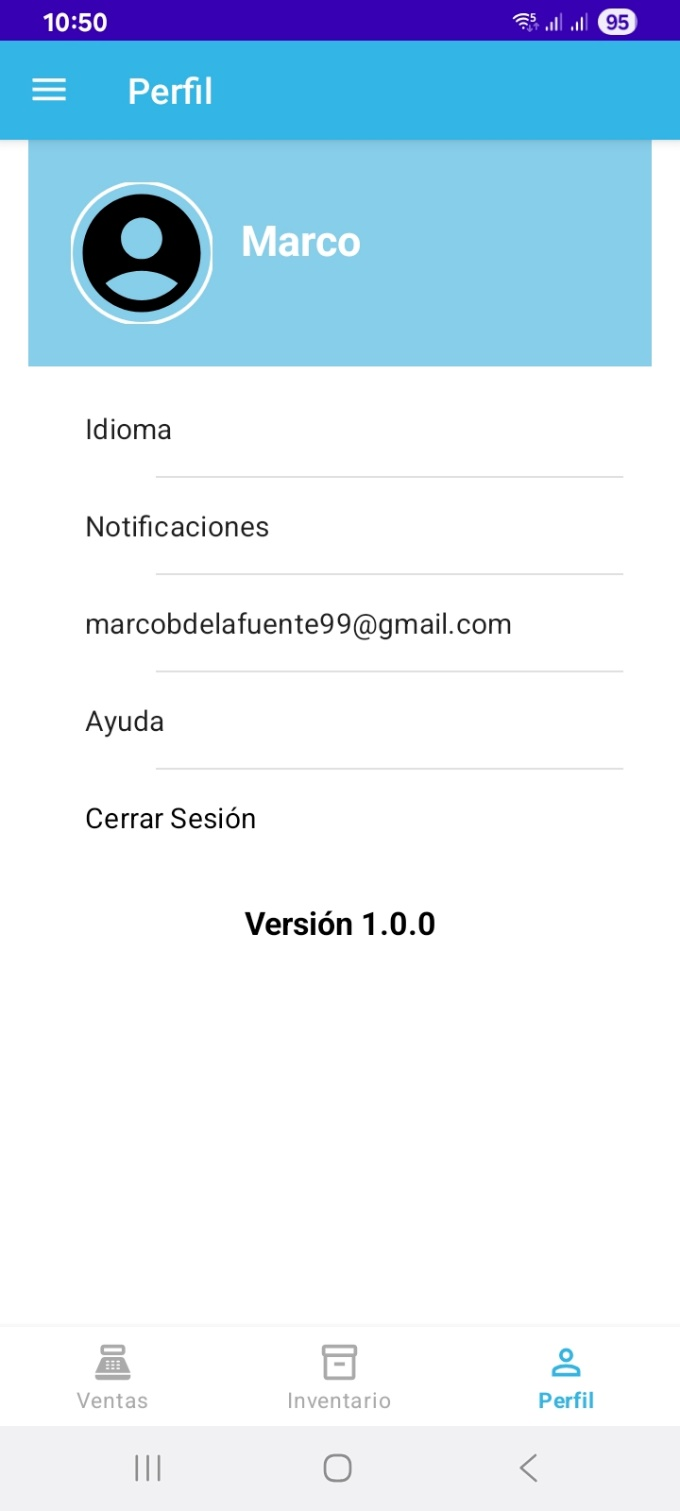 10:50
5
95
Perfil
Marco
Idioma
Notificaciones
marcobdelafuente99@gmail.com
Ayuda
Cerrar Sesión
Versión 1.0.0
Ventas
Inventario
Perfil